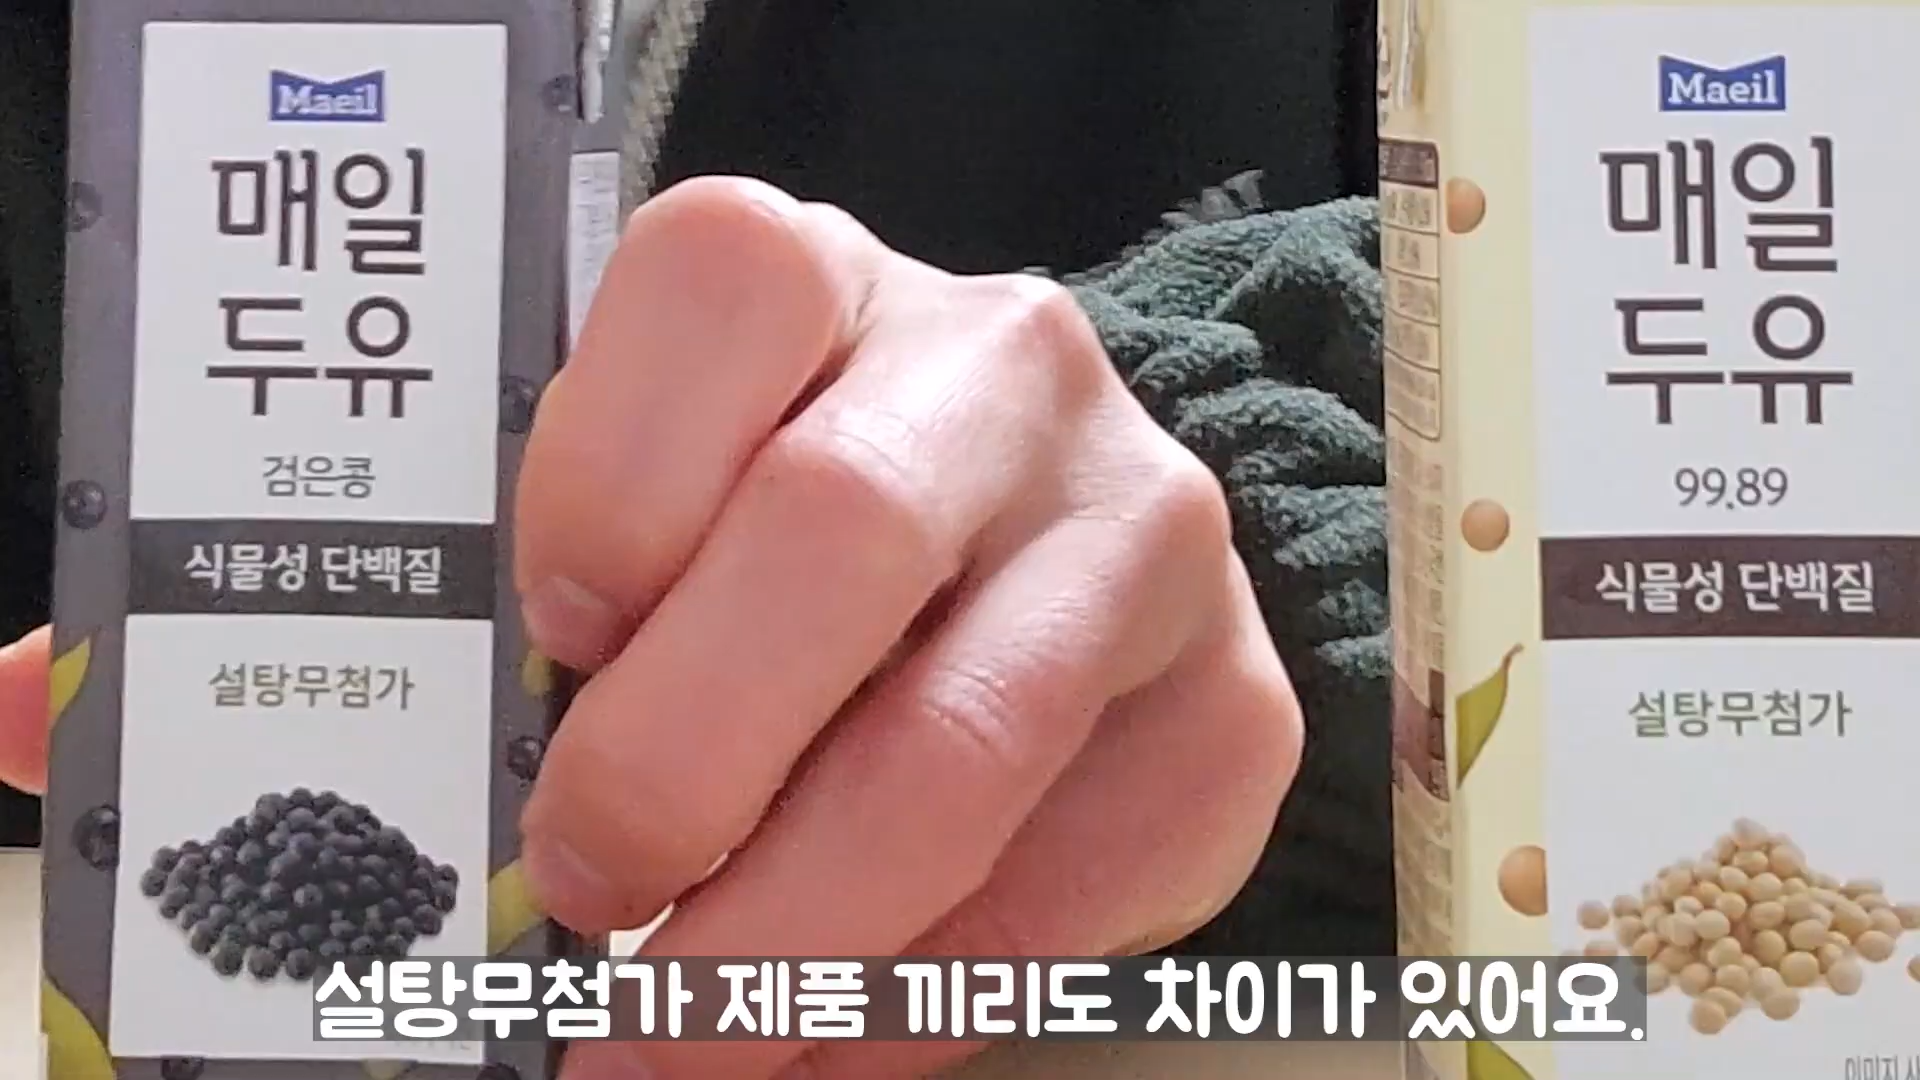 Maeil
매일
두유
검은콩
식물성 단백질
설탕무첨가
Maeil
매일
두유
99.89
식물성 단백질
설탕무첨가
설탕무첨가 제품 끼리도 차이가 있어요.